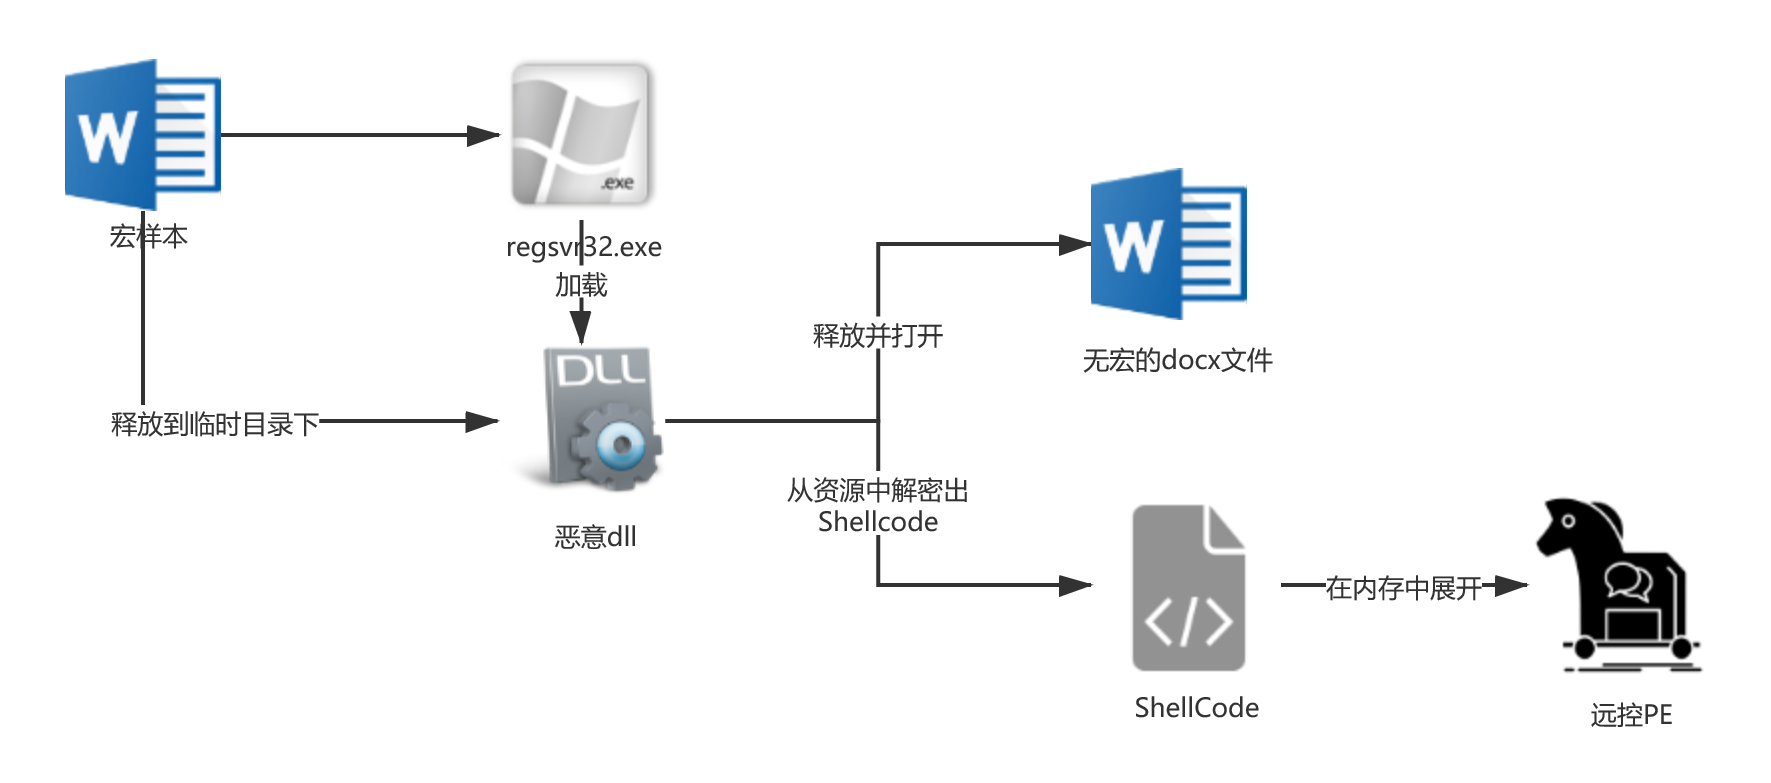 W
.exe
宏样本
regsvr32.exe
加载
W
释放并打开
DLL
无宏的docx文件
释放到临时目录下
从资源中解密出
Shellcode
恶意dll
</>
在内存中展开
ShellCode
远控PE